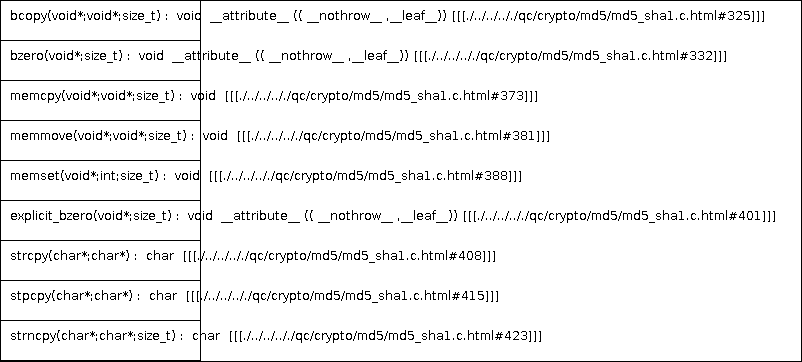 bcopy(void*;void*;size_t) :  void  __attribute__ (( __nothrow__ ,__leaf__)) [[[./../../../qc/crypto/md5/md5_sha1.c.html#325]]]
bzero(void*;size_t) :  void  __attribute__ (( __nothrow__ ,__leaf__)) [[[./../../../qc/crypto/md5/md5_sha1.c.html#332]]]
memcpy(void*;void*;size_t) :  void  [[[./../../../qc/crypto/md5/md5_sha1.c.html#373]]]
memmove(void*;void*;size_t) :  void  [[[./../../../qc/crypto/md5/md5_sha1.c.html#381]]]
memset(void*;int;size_t) :  void  [[[./../../../qc/crypto/md5/md5_sha1.c.html#388]]]
explicit_bzero(void*;size_t) :  void  __attribute__ (( __nothrow__ ,__leaf__)) [[[./../../../qc/crypto/md5/md5_sha1.c.html#401]]]
strcpy(char*;char*) :  char  [[[./../../../qc/crypto/md5/md5_sha1.c.html#408]]]
stpcpy(char*;char*) :  char  [[[./../../../qc/crypto/md5/md5_sha1.c.html#415]]]
strncpy(char*;char*;size_t) :  char  [[[./../../../qc/crypto/md5/md5_sha1.c.html#423]]]